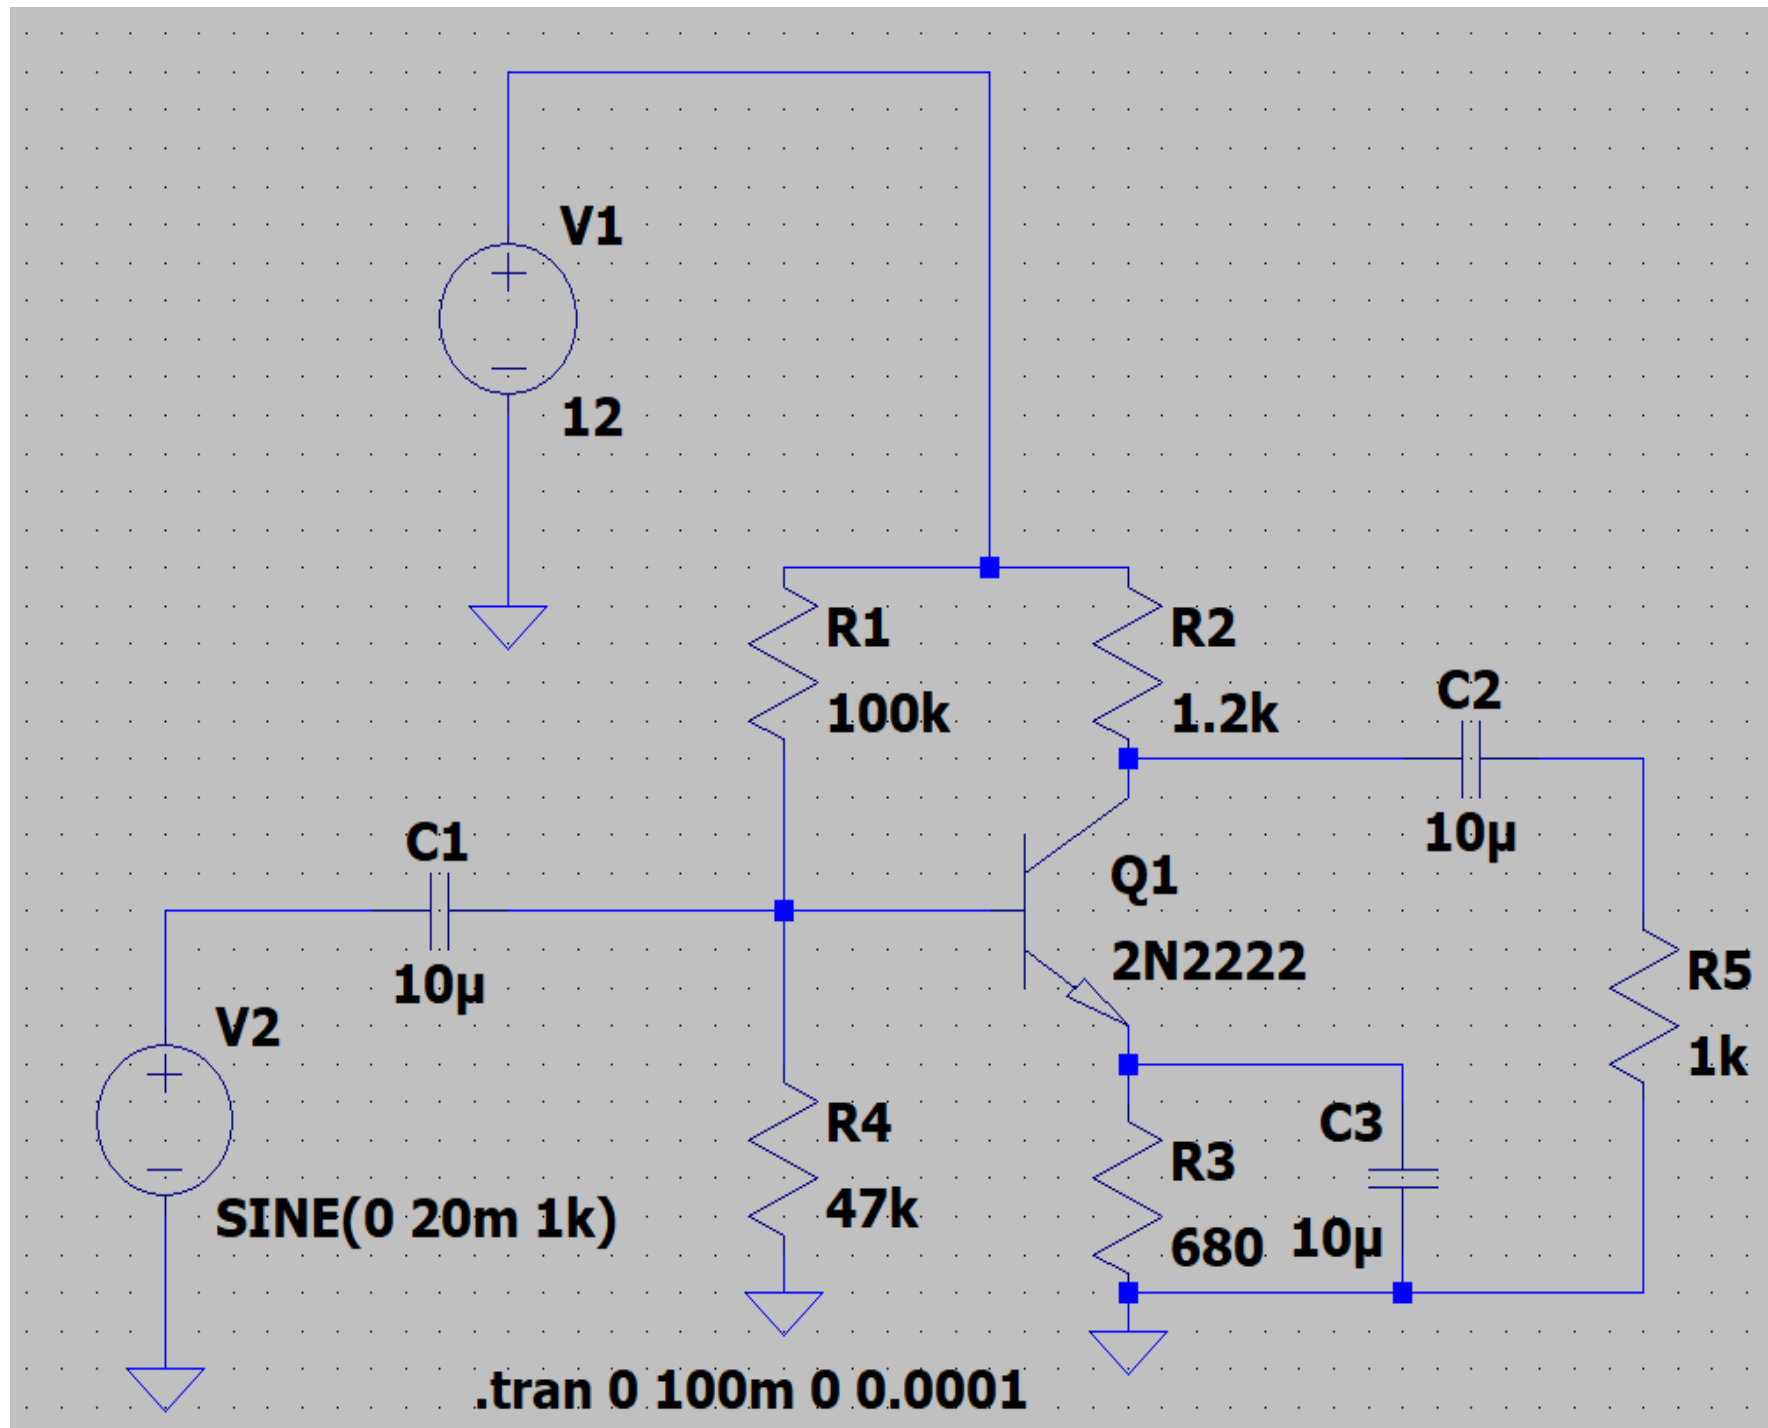 V1
12
R1
100k
R2
1.2k
C2
10µ
C1
10µ
Q1
2N2222
V2
SINE(0 20m 1k)
R4
47k
R3
680
C3
10µ
R5
1k
.tran 0 100m 0 0.0001